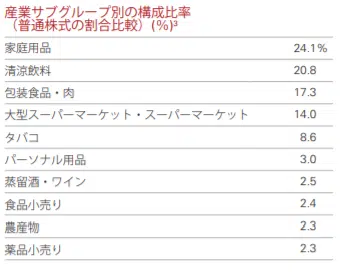 産業サブグループ別の構成比率
（普通株式の割合比較）(%)³
家庭用品 24.1%
清涼飲料 20.8
包装食品・肉 17.3
大型スーパーマーケット・スーパーマーケット 14.0
タバコ 8.6
パーソナル用品 3.0
蒸留酒・ワイン 2.5
食品小売り 2.4
農産物 2.3
薬品小売り 2.3